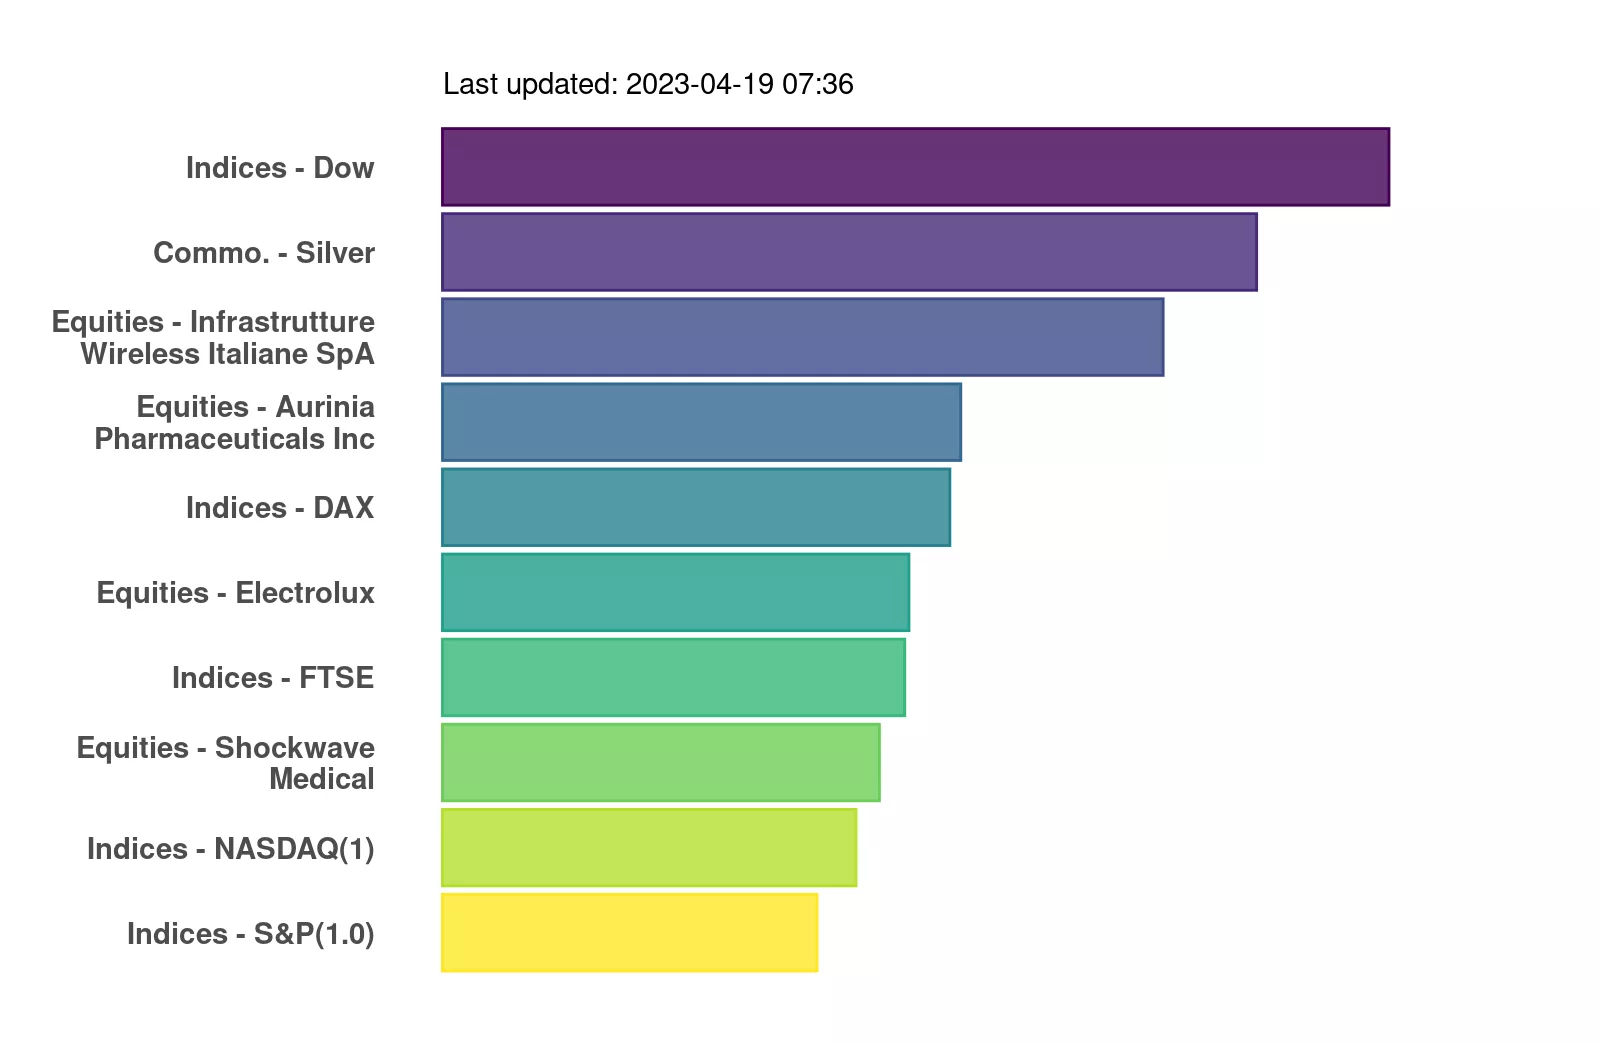 Last updated: 2023-04-19 07:36
Indices - Dow
Commo. - Silver
Equities - Infrastrutture
Wireless Italiane SpA
Equities - Aurinia
Pharmaceuticals Inc
Indices - DAX
Equities - Electrolux
Indices - FTSE
Equities - Shockwave
Medical
Indices - NASDAQ(1)
Indices - S&P(1.0)